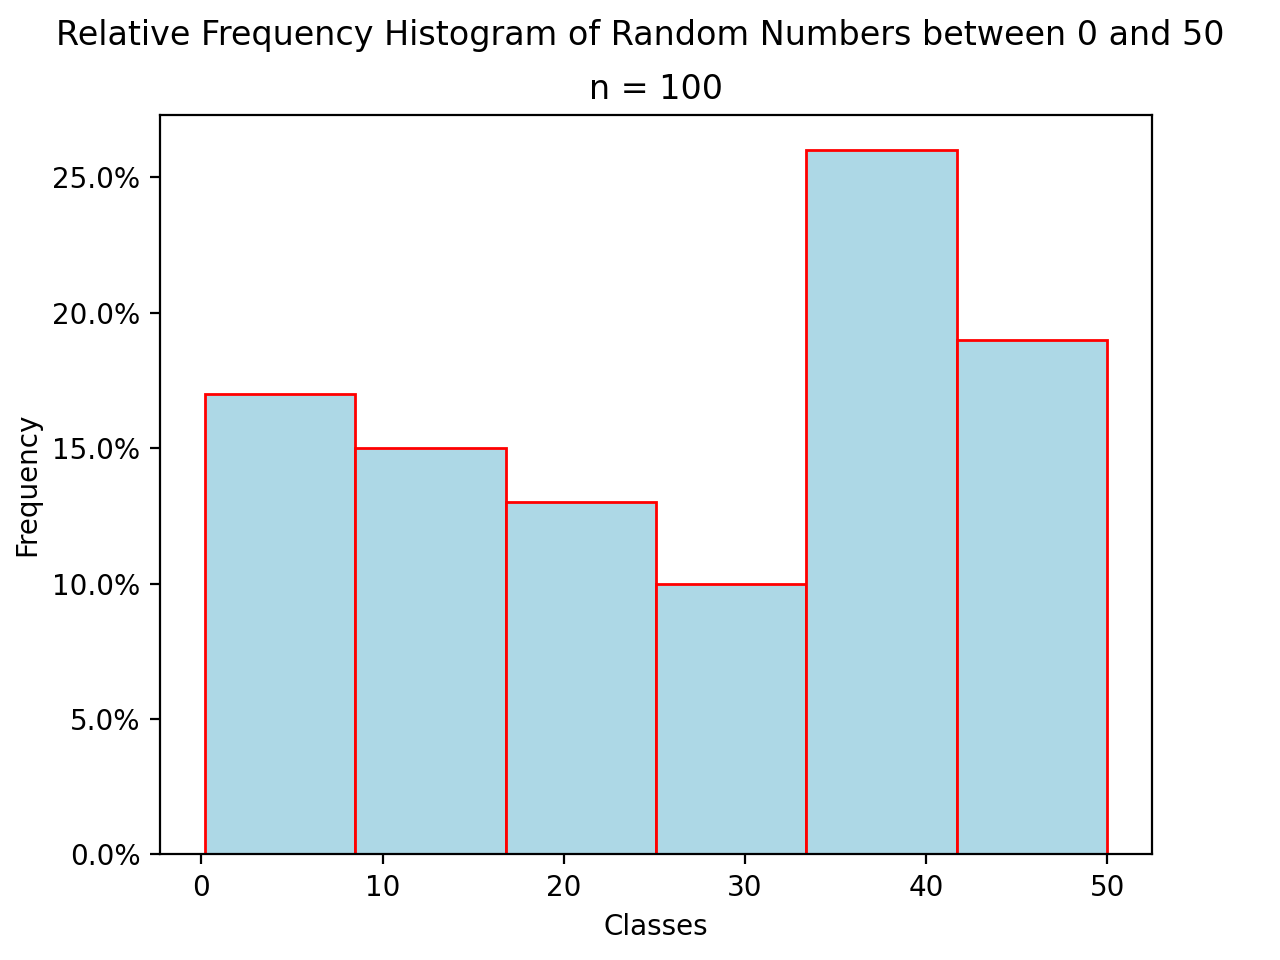 Relative Frequency Histogram of Random Numbers between 0 and 50
n = 100
25.0%
20.0%
15.0%
10.0%
5.0%
0.0%
Frequency
0 10 20 30 40 50
Classes